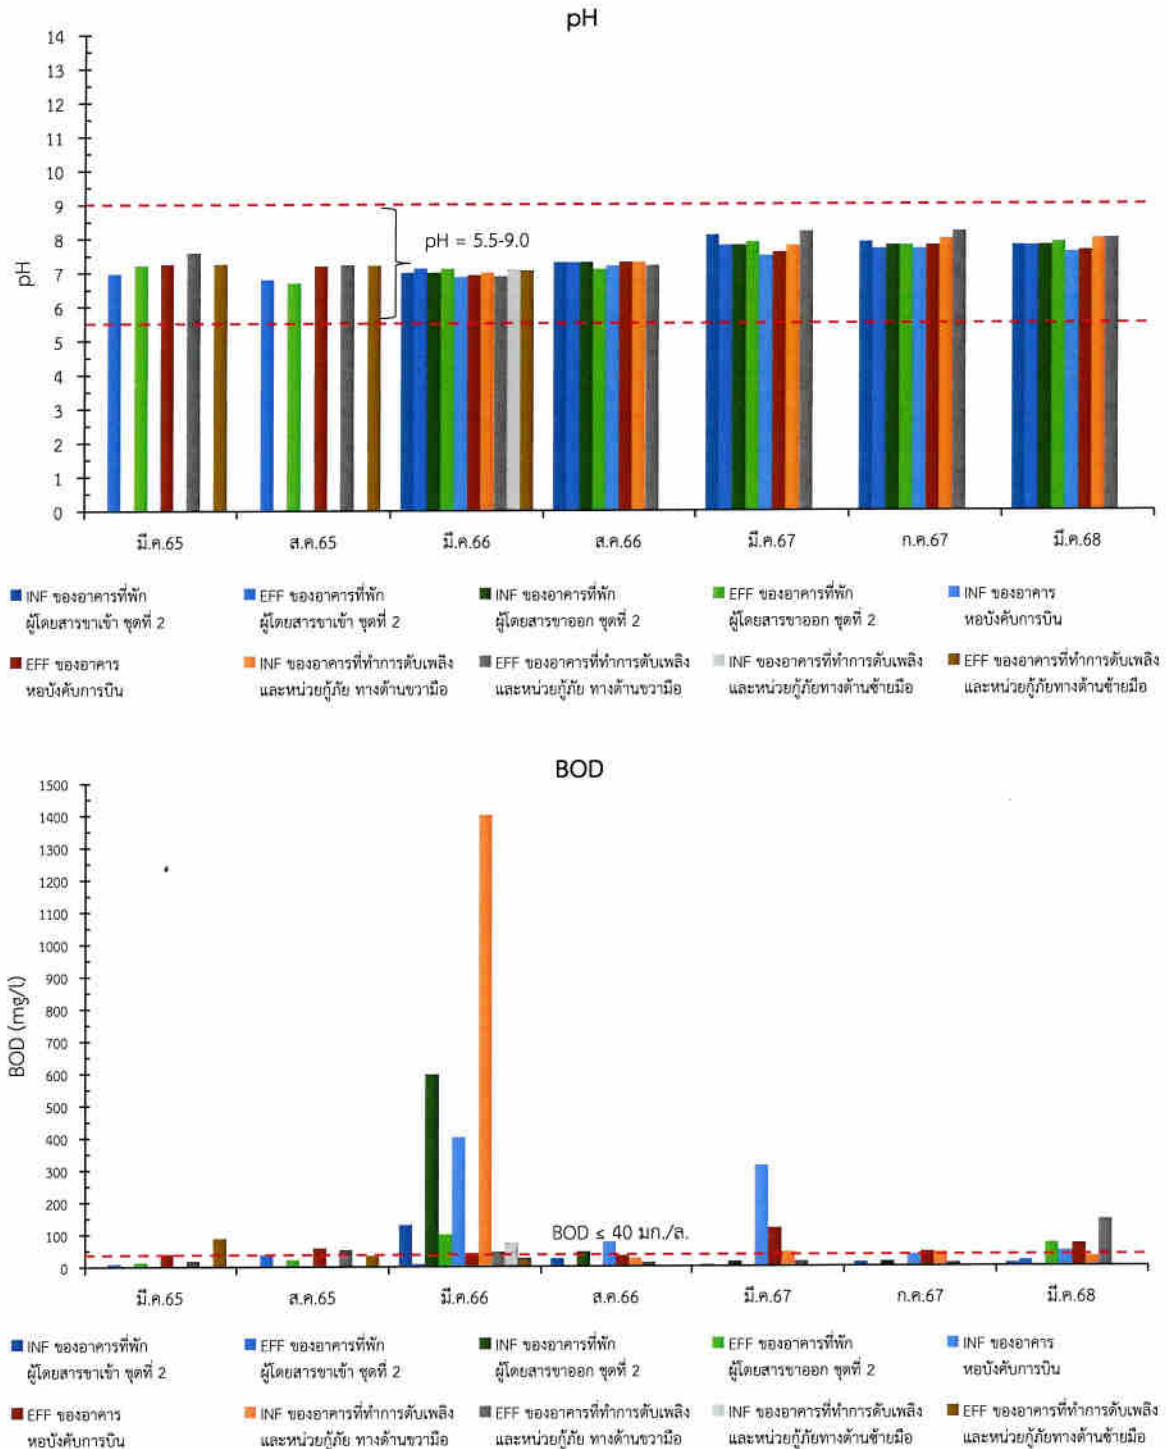 pH
14
13
12
11
10
9
8
7
6
5
4
3
2
1
0
pH
pH = 5.5-9.0
มี.ค.65 ส.ค.65 มี.ค.66 ส.ค.66 มี.ค.67 ก.ค.67 มี.ค.68
INF ของอาคารที่พัก EFF ของอาคารที่พัก INF ของอาคารที่พัก EFF ของอาคารที่พัก INF ของอาคาร
ผู้โดยสารขาเข้า ชุดที่ 2 ผู้โดยสารขาเข้า ชุดที่ 2 ผู้โดยสารขาออก ชุดที่ 2 ผู้โดยสารขาออก ชุดที่ 2 หอบังคับการบิน
EFF ของอาคาร INF ของอาคารที่ทำการดับเพลิง EFF ของอาคารที่ทำการดับเพลิง INF ของอาคารที่ทำการดับเพลิง EFF ของอาคารที่ทำการดับเพลิง
หอบังคับการบิน และหน่วยกู้ภัย ทางด้านขวามือ และหน่วยกู้ภัย ทางด้านขวามือ และหน่วยกู้ภัยทางด้านซ้ายมือ และหน่วยกู้ภัยทางด้านซ้ายมือ
BOD
1500
1400
1300
1200
1100
1000
900
800
700
600
500
400
300
200
100
0
BOD (mg/l)
BOD ≤ 40 มก./ล.
มี.ค.65 ส.ค.65 มี.ค.66 ส.ค.66 มี.ค.67 ก.ค.67 มี.ค.68
INF ของอาคารที่พัก EFF ของอาคารที่พัก INF ของอาคารที่พัก EFF ของอาคารที่พัก INF ของอาคาร
ผู้โดยสารขาเข้า ชุดที่ 2 ผู้โดยสารขาเข้า ชุดที่ 2 ผู้โดยสารขาออก ชุดที่ 2 ผู้โดยสารขาออก ชุดที่ 2 หอบังคับการบิน
EFF ของอาคาร INF ของอาคารที่ทำการดับเพลิง EFF ของอาคารที่ทำการดับเพลิง INF ของอาคารที่ทำการดับเพลิง EFF ของอาคารที่ทำการดับเพลิง
หอบังคับการบิน และหน่วยกู้ภัย ทางด้านขวามือ และหน่วยกู้ภัย ทางด้านขวามือ และหน่วยกู้ภัยทางด้านซ้ายมือ และหน่วยกู้ภัยทางด้านซ้ายมือ